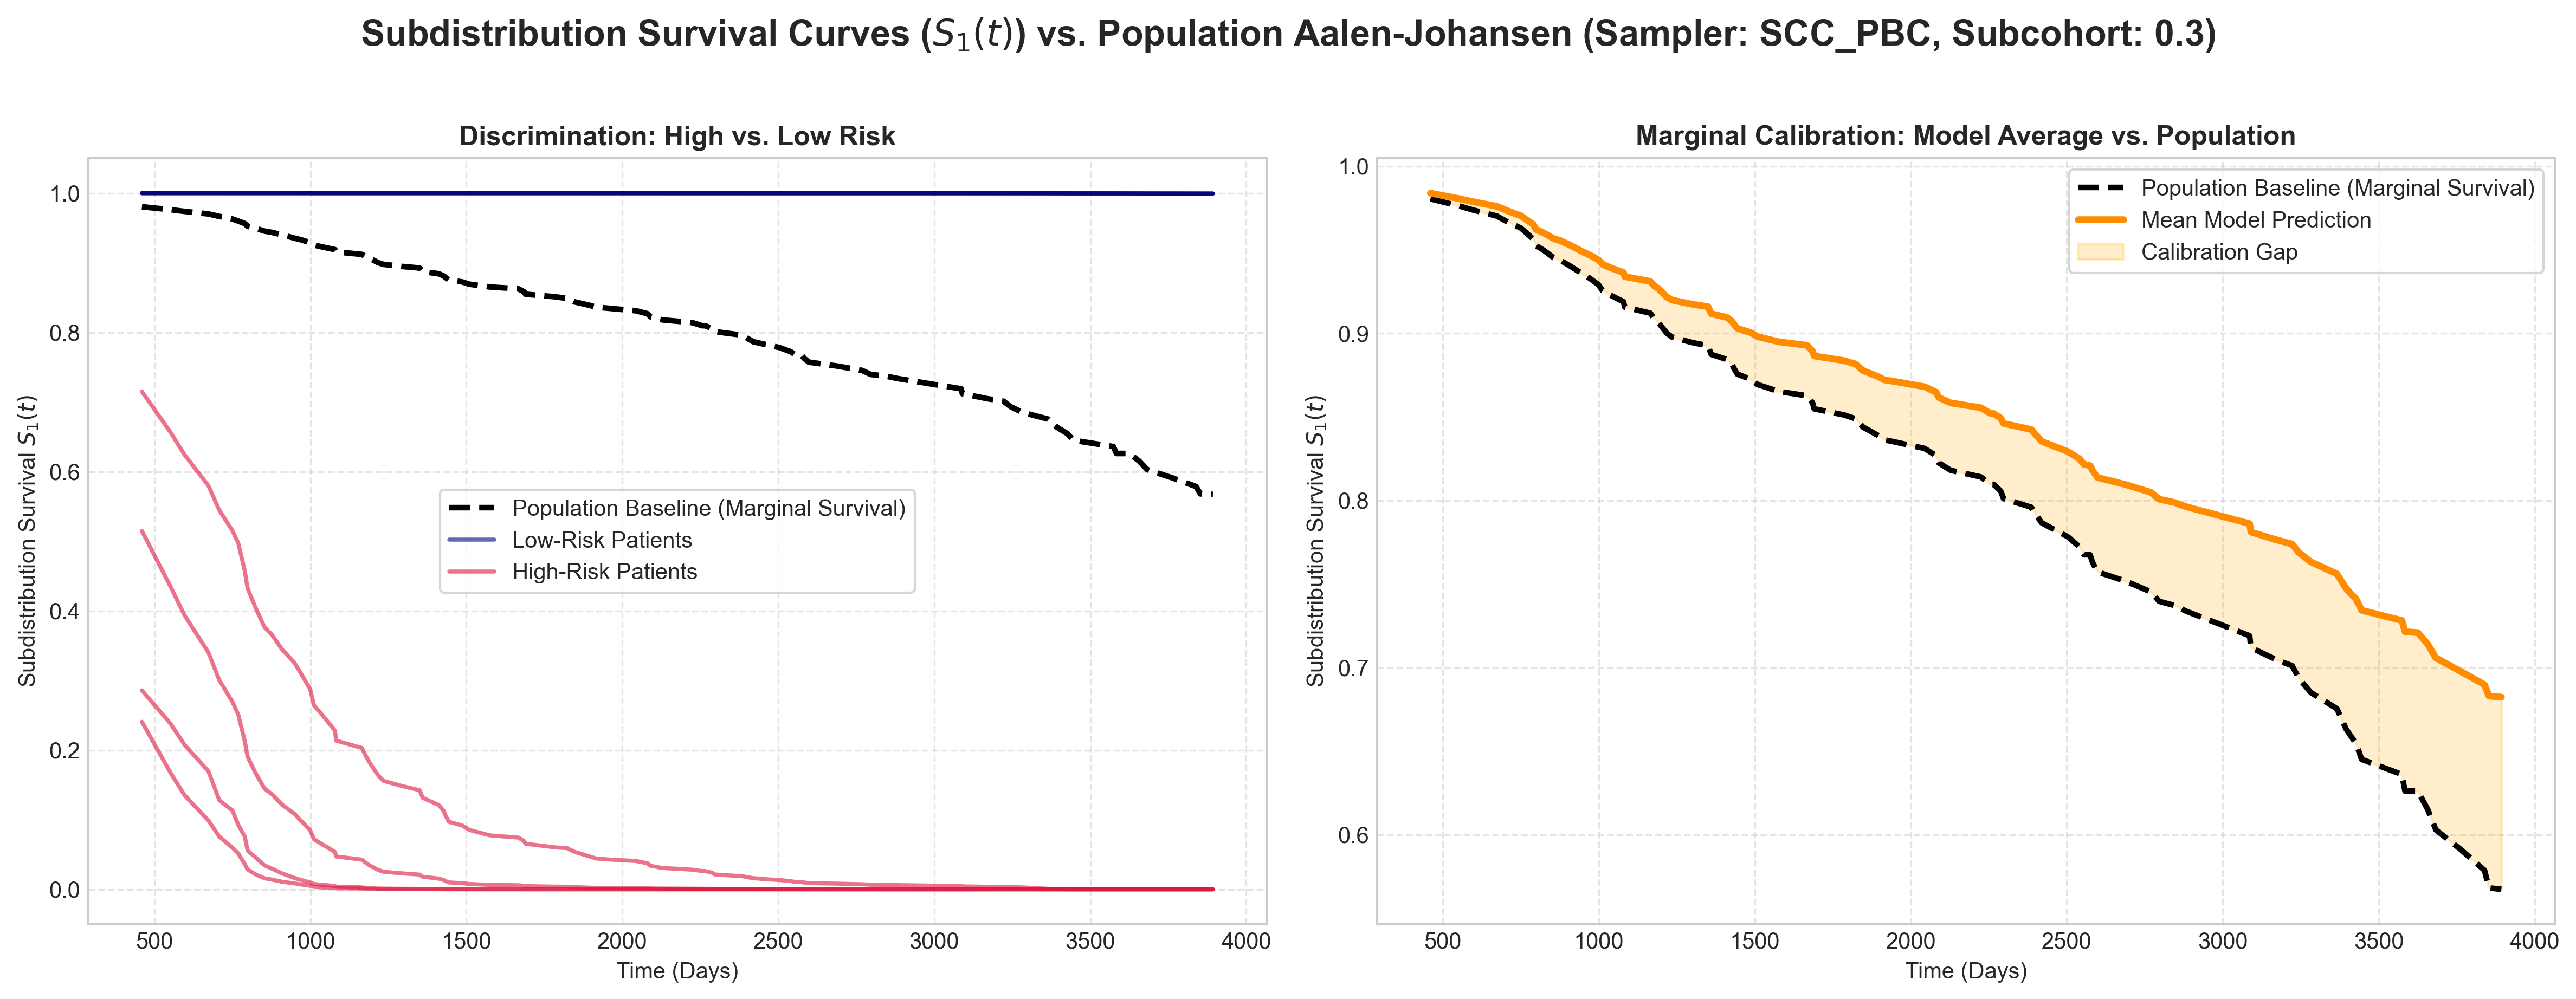 Subdistribution Survival Curves (S₁(t)) vs. Population Aalen-Johansen (Sampler: SCC_PBC, Subcohort: 0.3)
Discrimination: High vs. Low Risk
Subdistribution Survival S₁(t)
1.0
0.8
0.6
0.4
0.2
0.0
Population Baseline (Marginal Survival)
Low-Risk Patients
High-Risk Patients
500 1000 1500 2000 2500 3000 3500 4000
Time (Days)
Marginal Calibration: Model Average vs. Population
Subdistribution Survival S₁(t)
1.0
0.9
0.8
0.7
0.6
Population Baseline (Marginal Survival)
Mean Model Prediction
Calibration Gap
500 1000 1500 2000 2500 3000 3500 4000
Time (Days)